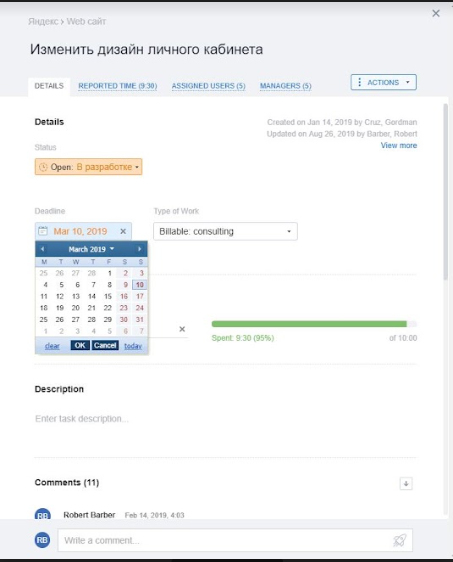 Яндекс > Web сайт
Изменить дизайн личного кабинета
DETAILS REPORTED TIME (9:30) ASSIGNED USERS (5) MANAGERS (5) ACTIONS
Details
Created on Jan 14, 2019 by Cruz, Gordman
Updated on Aug 26, 2019 by Barber, Robert
View more
Status
Open: В разработке
Deadline Type of Work
Mar 10, 2019 Billable: consulting
March 2019
M T W T F S S
25 26 27 28 1 2 3
4 5 6 7 8 9 10
11 12 13 14 15 16 17
18 19 20 21 22 23 24
25 26 27 28 29 30 31
1 2 3 4 5 6 7
clear OK Cancel today
Spent: 9:30 (95%) of 10:00
Description
Enter task description...
Comments (11)
RB Robert Barber Feb 14, 2019, 4:03
RB Write a comment...